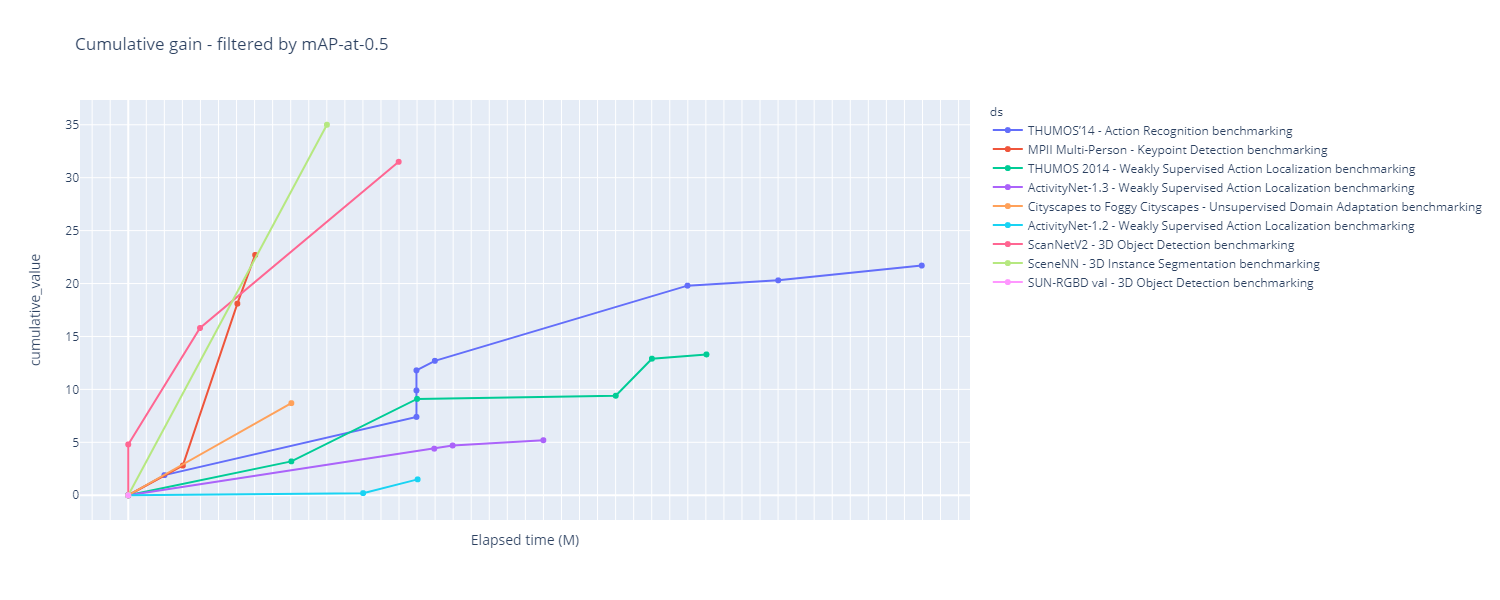 Cumulative gain - filtered by mAP-at-0.5
35
30
25
20
15
10
5
0
cumulative_value
Elapsed time (M)
ds
THUMOS’14 - Action Recognition benchmarking
MPII Multi-Person - Keypoint Detection benchmarking
THUMOS 2014 - Weakly Supervised Action Localization benchmarking
ActivityNet-1.3 - Weakly Supervised Action Localization benchmarking
Cityscapes to Foggy Cityscapes - Unsupervised Domain Adaptation benchmarking
ActivityNet-1.2 - Weakly Supervised Action Localization benchmarking
ScanNetV2 - 3D Object Detection benchmarking
SceneNN - 3D Instance Segmentation benchmarking
SUN-RGBD val - 3D Object Detection benchmarking